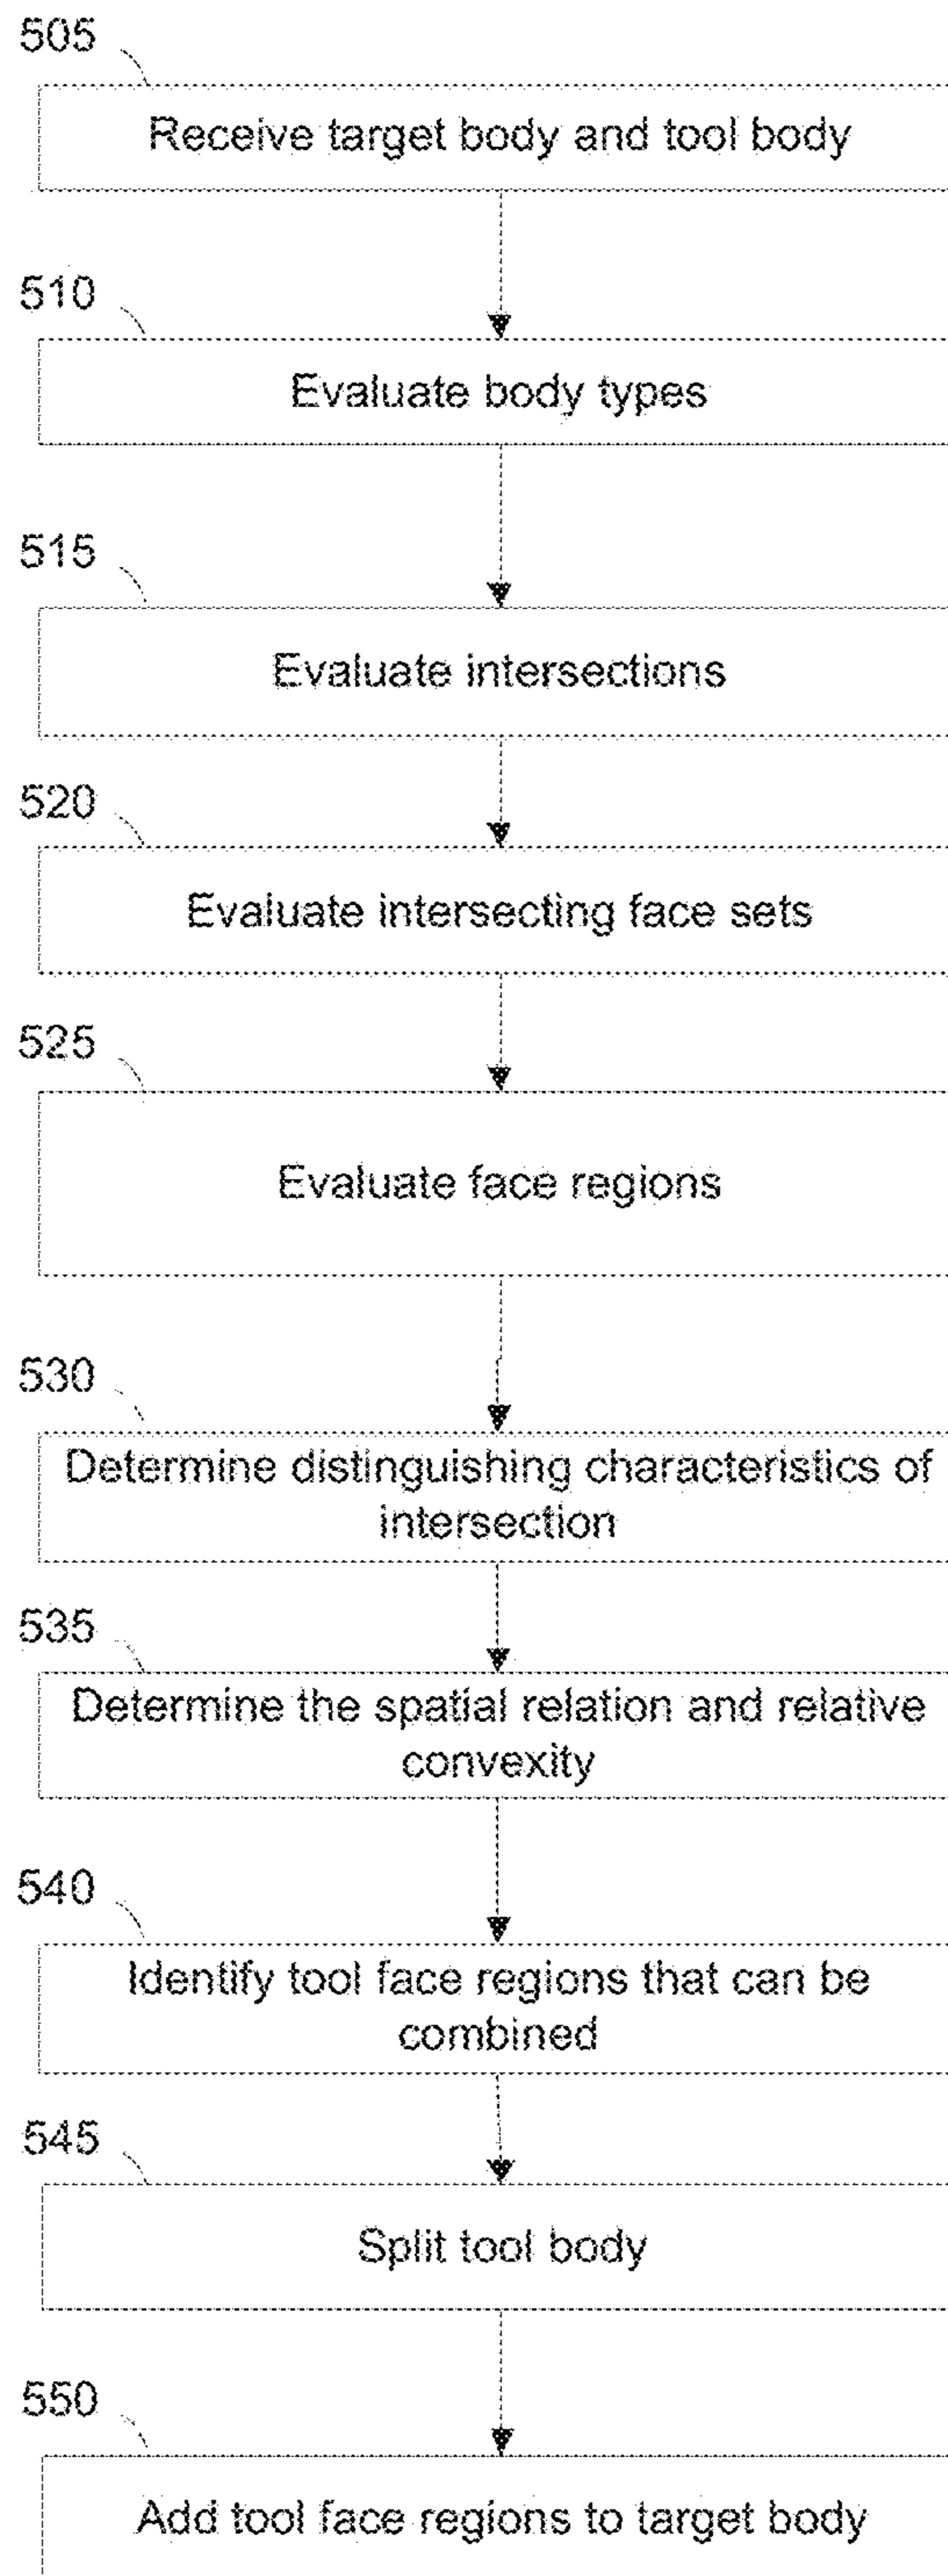 505
Receive target body and tool body
510
Evaluate body types
515
Evaluate intersections
520
Evaluate intersecting face sets
525
Evaluate face regions
530
Determine distinguishing characteristics of
intersection
535
Determine the spatial relation and relative
convexity
540
Identify tool face regions that can be
combined
545
Split tool body
550
Add tool face regions to target body